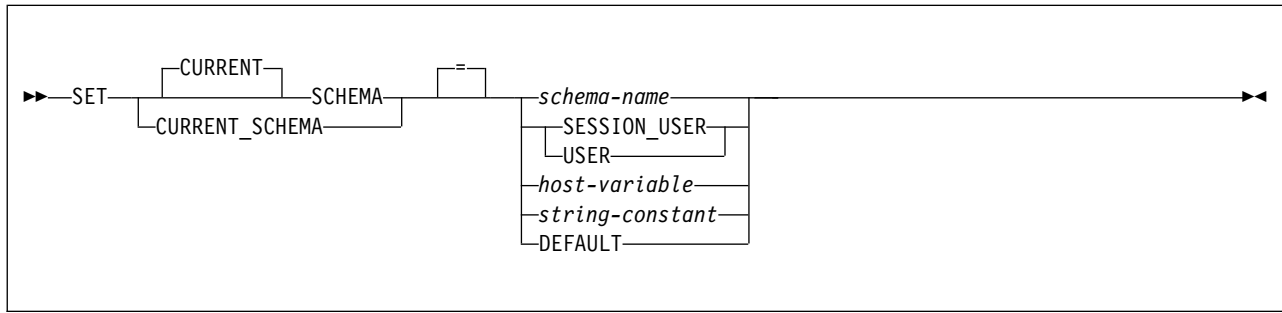 CURRENT =
►►—SET SCHEMA schema-name ►◄
CURRENT_SCHEMA SESSION_USER
USER
host-variable
string-constant
DEFAULT